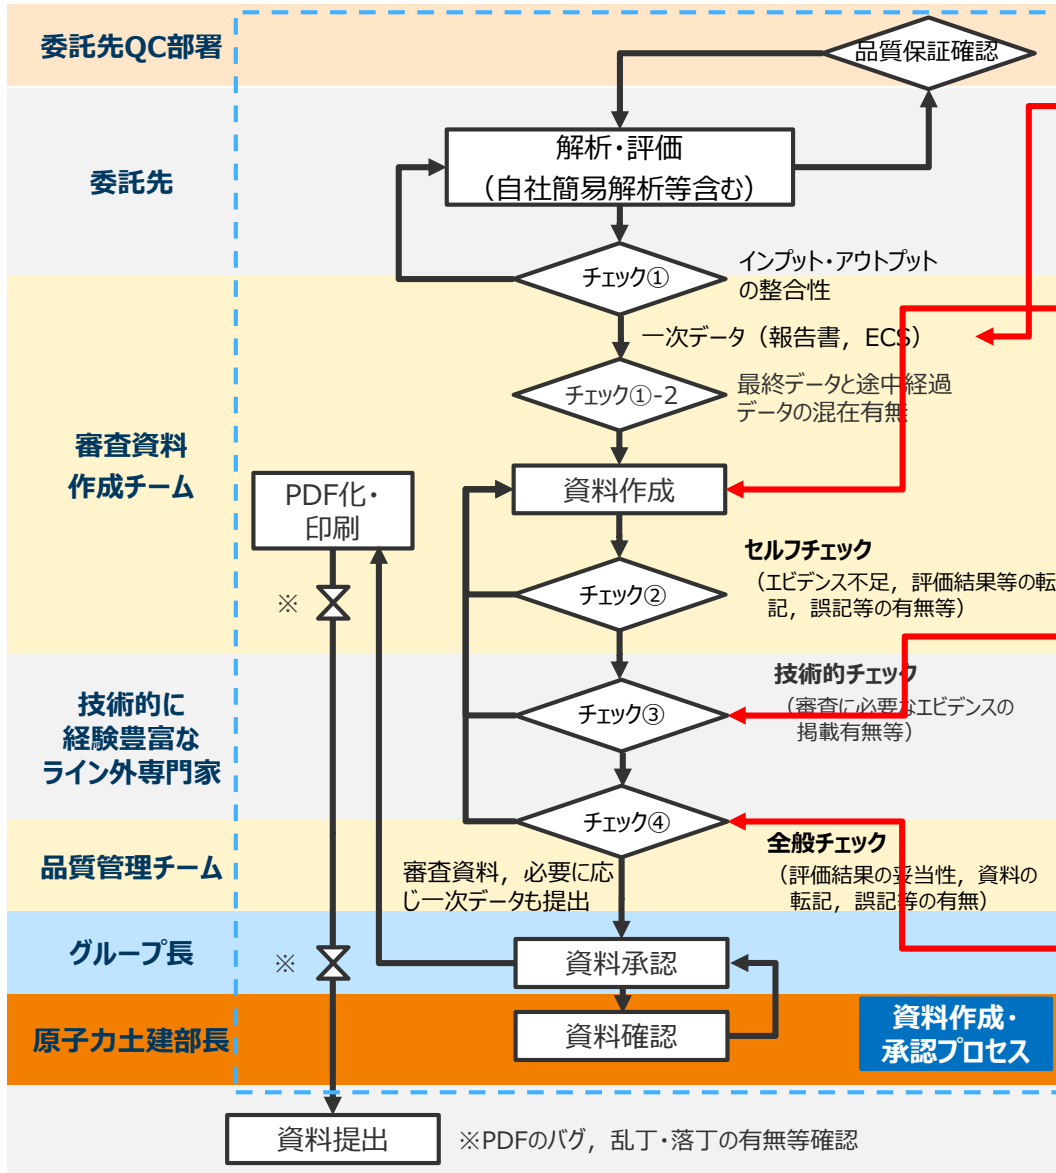 委託先QC部署
品質保証確認
委託先
解析・評価
（自社簡易解析等含む）
チェック①
インプット・アウトプット
の整合性
一次データ（報告書，ECS）
チェック①-2
最終データと途中経過
データの混在有無
審査資料
作成チーム
PDF化・
印刷
資料作成
※
チェック②
セルフチェック
（エビデンス不足，評価結果等の転
記，誤記等の有無等）
技術的に
経験豊富な
ライン外専門家
チェック③
技術的チェック
（審査に必要なエビデンスの
掲載有無等）
チェック④
品質管理チーム
全般チェック
（評価結果の妥当性，資料の
転記，誤記等の有無）
審査資料，必要に応
じ一次データも提出
グループ長
※
資料承認
原子力土建部長
資料確認
資料作成・
承認プロセス
資料提出
※PDFのバグ，乱丁・落丁の有無等確認